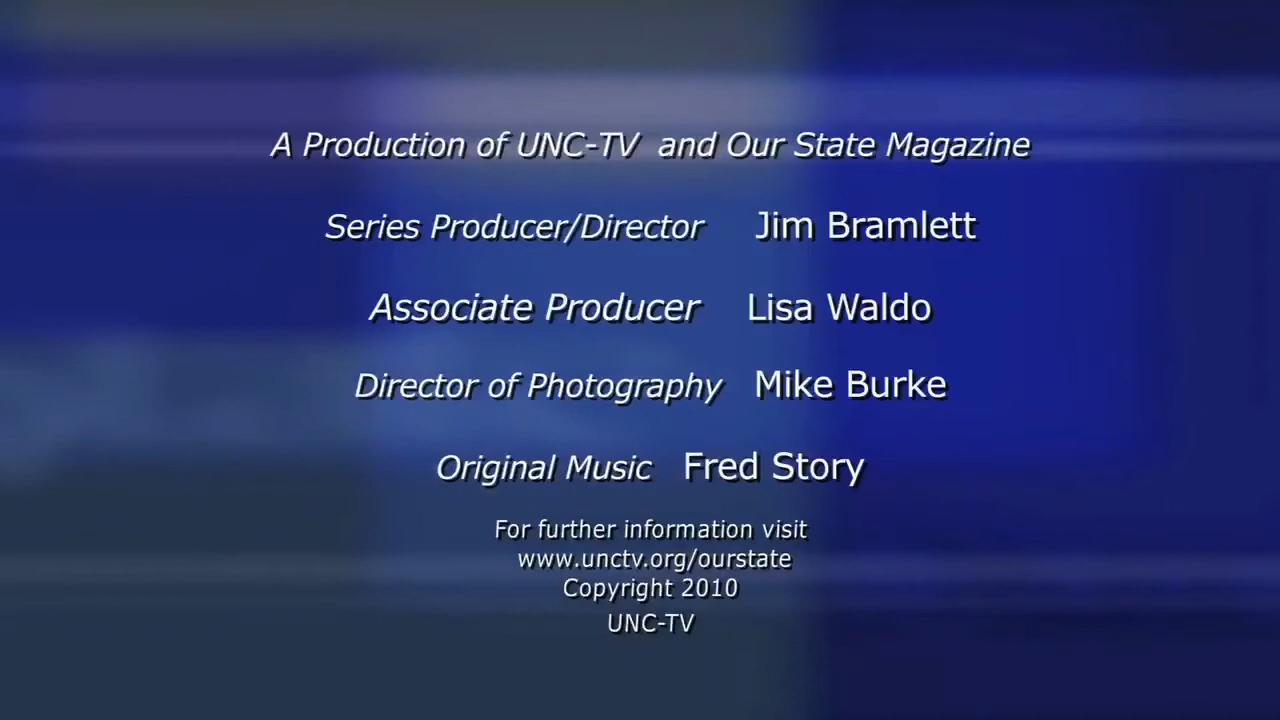 A Production of UNC-TV and Our State Magazine
Series Producer/Director Jim Bramlett
Associate Producer Lisa Waldo
Director of Photography Mike Burke
Original Music Fred Story
For further information visit
www.unctv.org/ourstate
Copyright 2010
UNC-TV